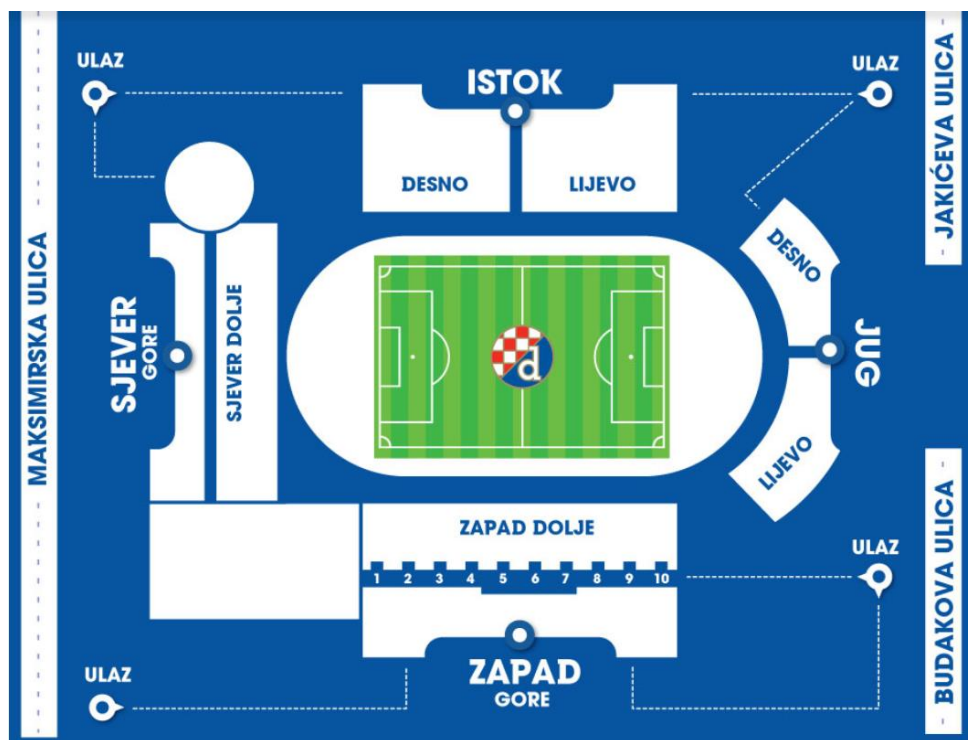 ULAZ
ISTOK
ULAZ
DESNO
LIJEVO
MAKSIMIRSKA ULICA
SJEVER
GORE
SJEVER DOLJE
d
DESNO
JUG
LIJEVO
JAKIĆEVA ULICA
ZAPAD DOLJE
1 2 3 4 5 6 7 8 9 10
ULAZ
BUDAKOVA ULICA
ULAZ
ZAPAD
GORE